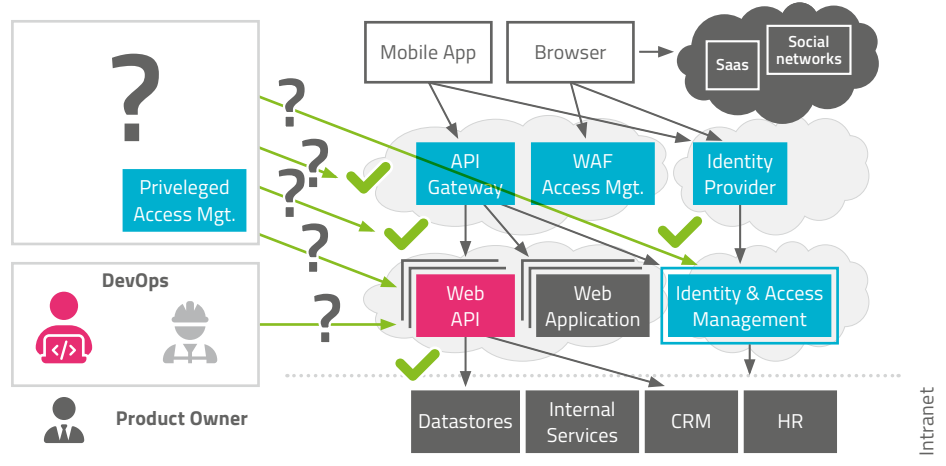 ?
Priveleged
Access Mgt.
DevOps
</>
Product Owner
?
?
?
?
?
Mobile App
Browser
Saas
Social
networks
API
Gateway
WAF
Access Mgt.
Identity
Provider
Web
API
Web
Application
Identity & Access
Management
Datastores
Internal
Services
CRM
HR
Intranet